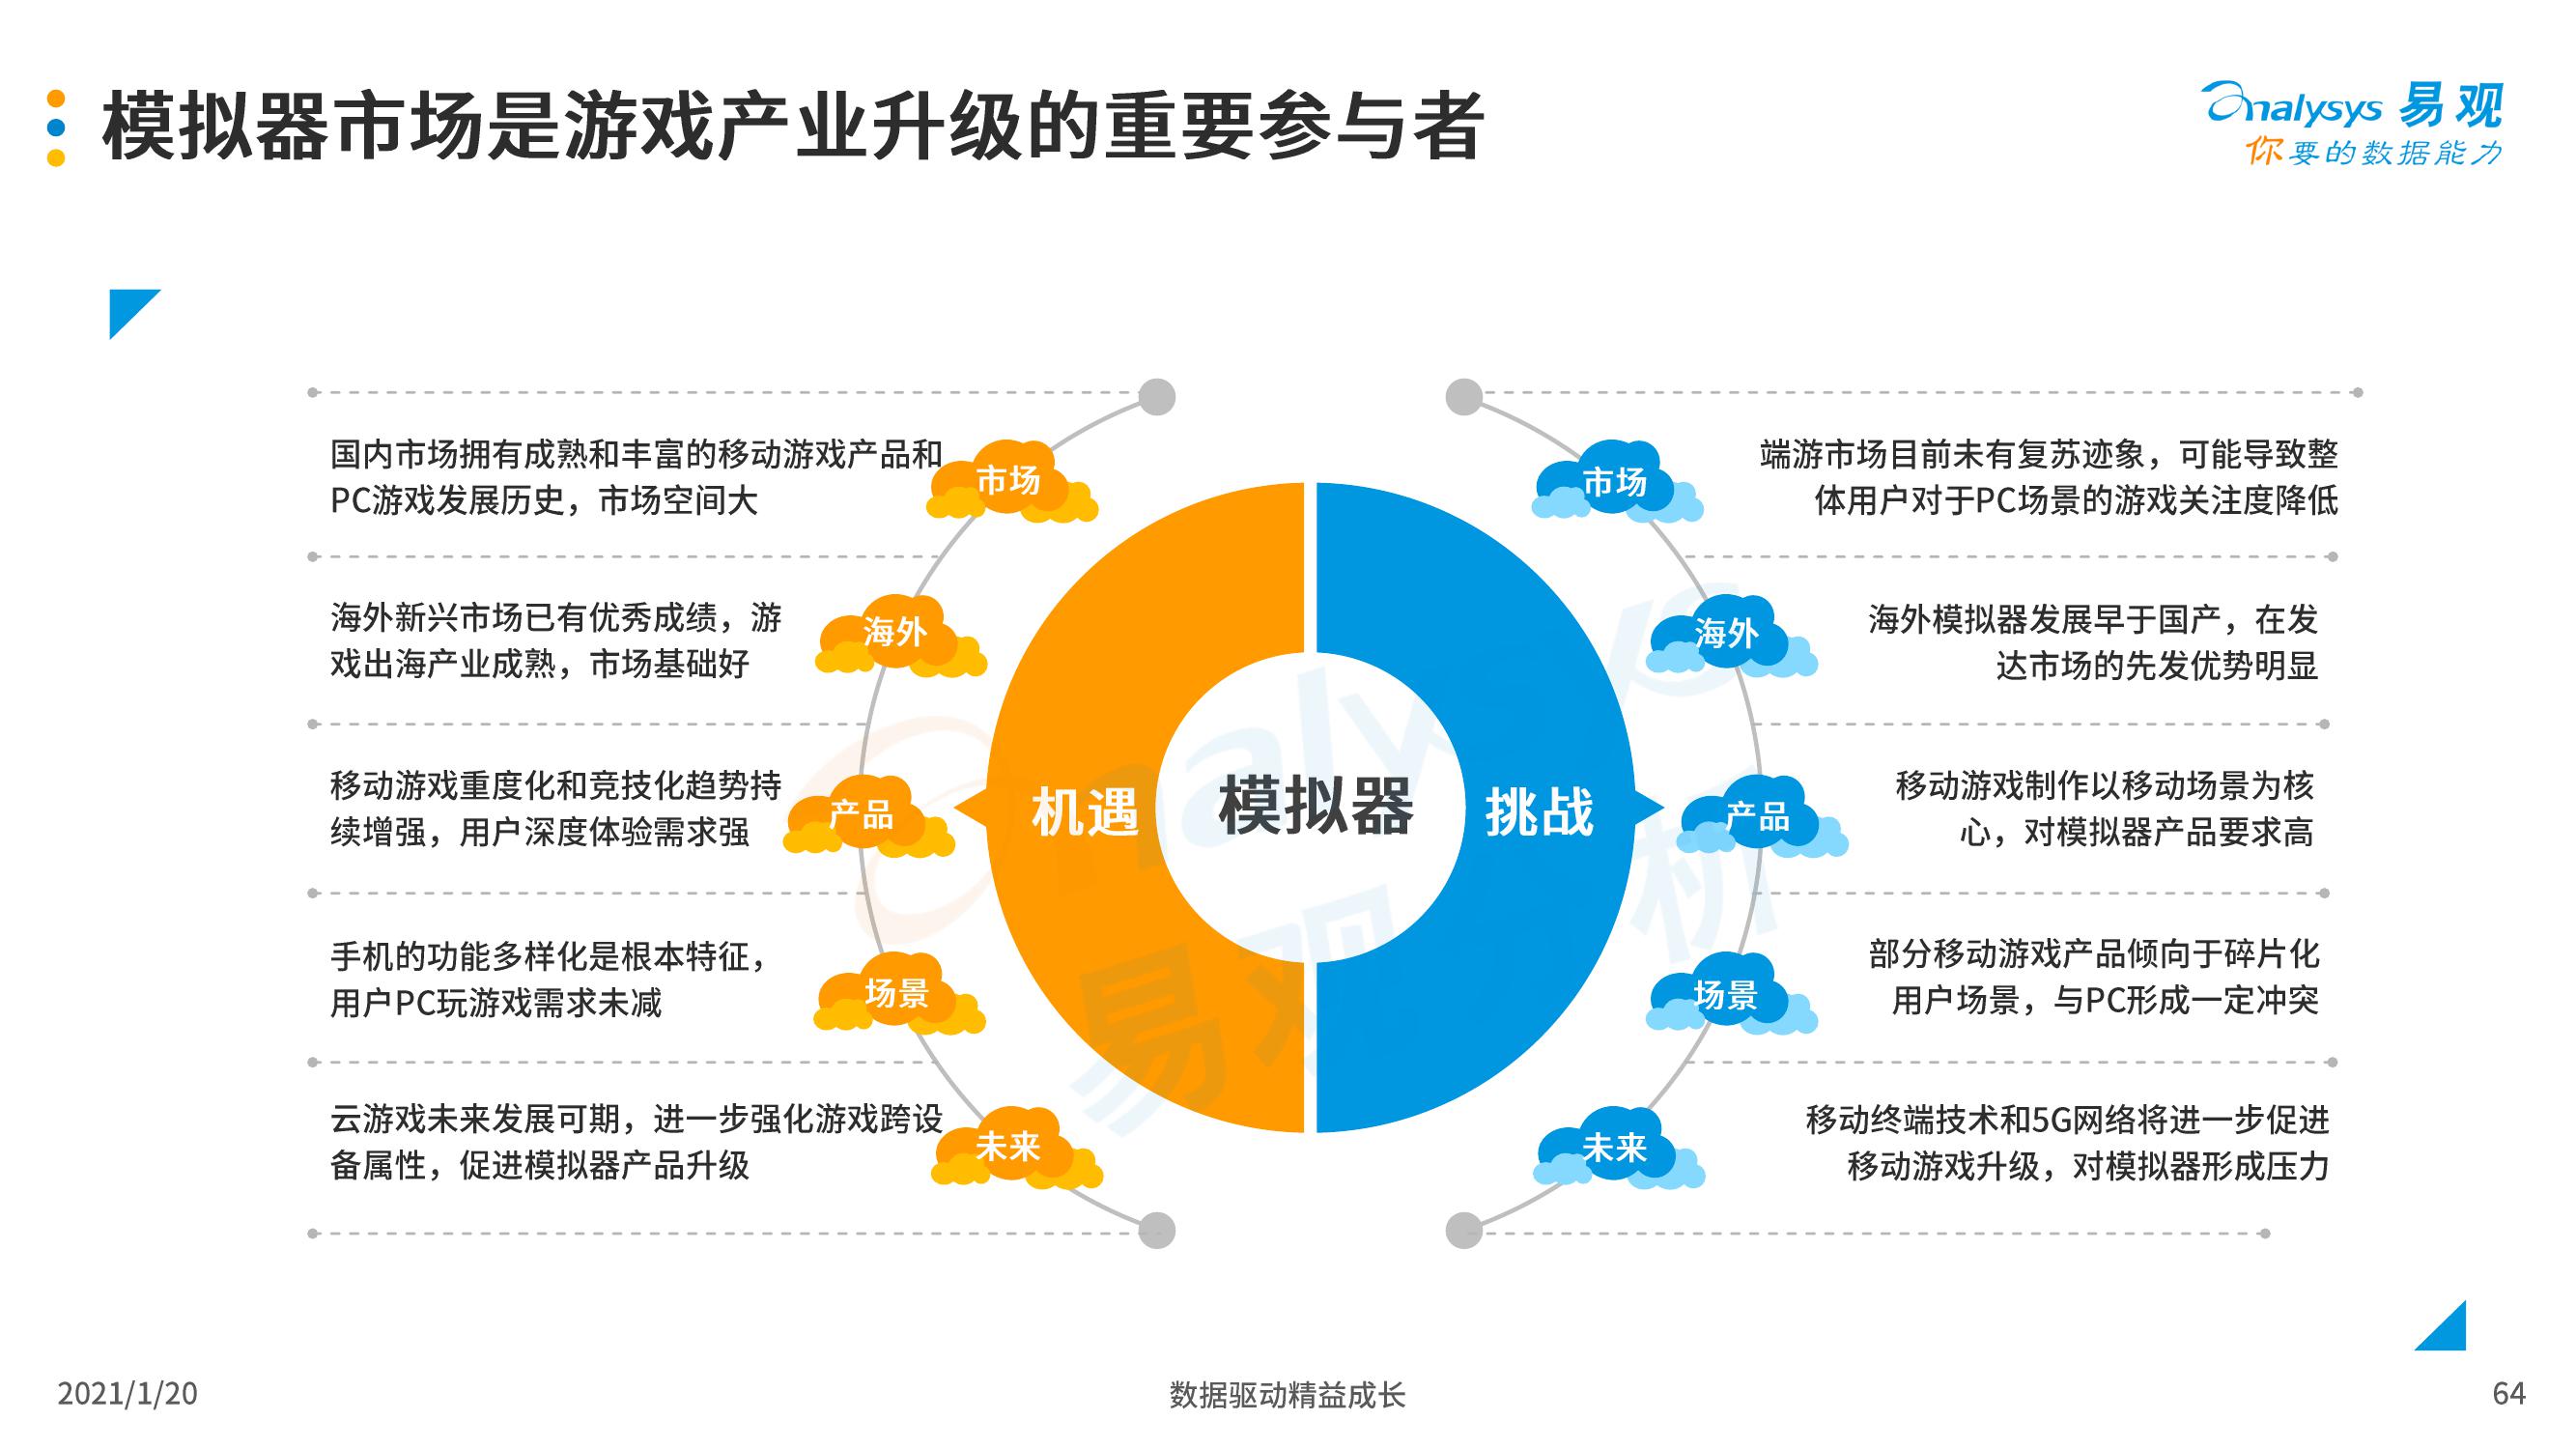 模拟器市场是游戏产业升级的重要参与者
analysys 易观
你要的数据能力
国内市场拥有成熟和丰富的移动游戏产品和
PC游戏发展历史，市场空间大
市场
海外新兴市场已有优秀成绩，游
戏出海产业成熟，市场基础好
海外
移动游戏重度化和竞技化趋势持
续增强，用户深度体验需求强
产品
手机的功能多样化是根本特征，
用户PC玩游戏需求未减
场景
云游戏未来发展可期，进一步强化游戏跨设
备属性，促进模拟器产品升级
未来
机遇
模拟器
挑战
市场
端游市场目前未有复苏迹象，可能导致整
体用户对于PC场景的游戏关注度降低
海外
海外模拟器发展早于国产，在发
达市场的先发优势明显
产品
移动游戏制作以移动场景为核
心，对模拟器产品要求高
场景
部分移动游戏产品倾向于碎片化
用户场景，与PC形成一定冲突
未来
移动终端技术和5G网络将进一步促进
移动游戏升级，对模拟器形成压力
analysys
易观分析
2021/1/20
数据驱动精益成长
64